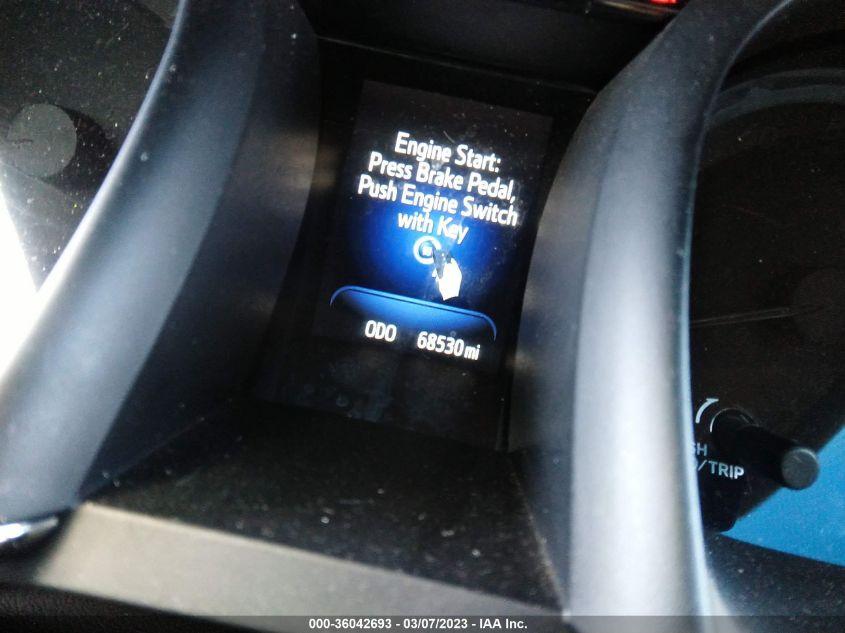 Engine Start:
Press Brake Pedal,
Push Engine Switch
with Key
ODO 68530 mi
/TRIP
000-36042693 - 03/07/2023 - IAA Inc.